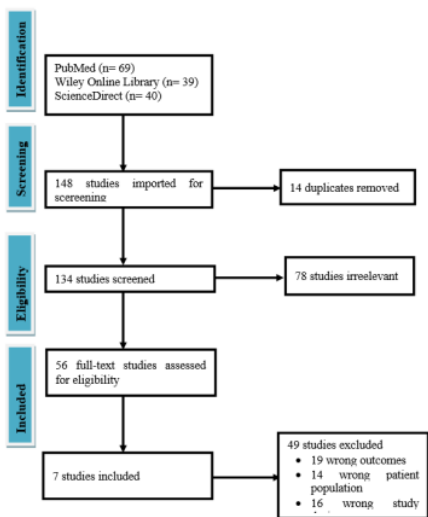 Identification
PubMed (n= 69)
Wiley Online Library (n= 39)
ScienceDirect (n= 40)
Screening
148 studies imported for
scereening
14 duplicates removed
Eligibility
134 studies screened
78 studies irreelevant
Included
56 full-text studies assessed
for eligibility
7 studies included
49 studies excluded
• 19 wrong outcomes
• 14 wrong patient
population
• 16 wrong study